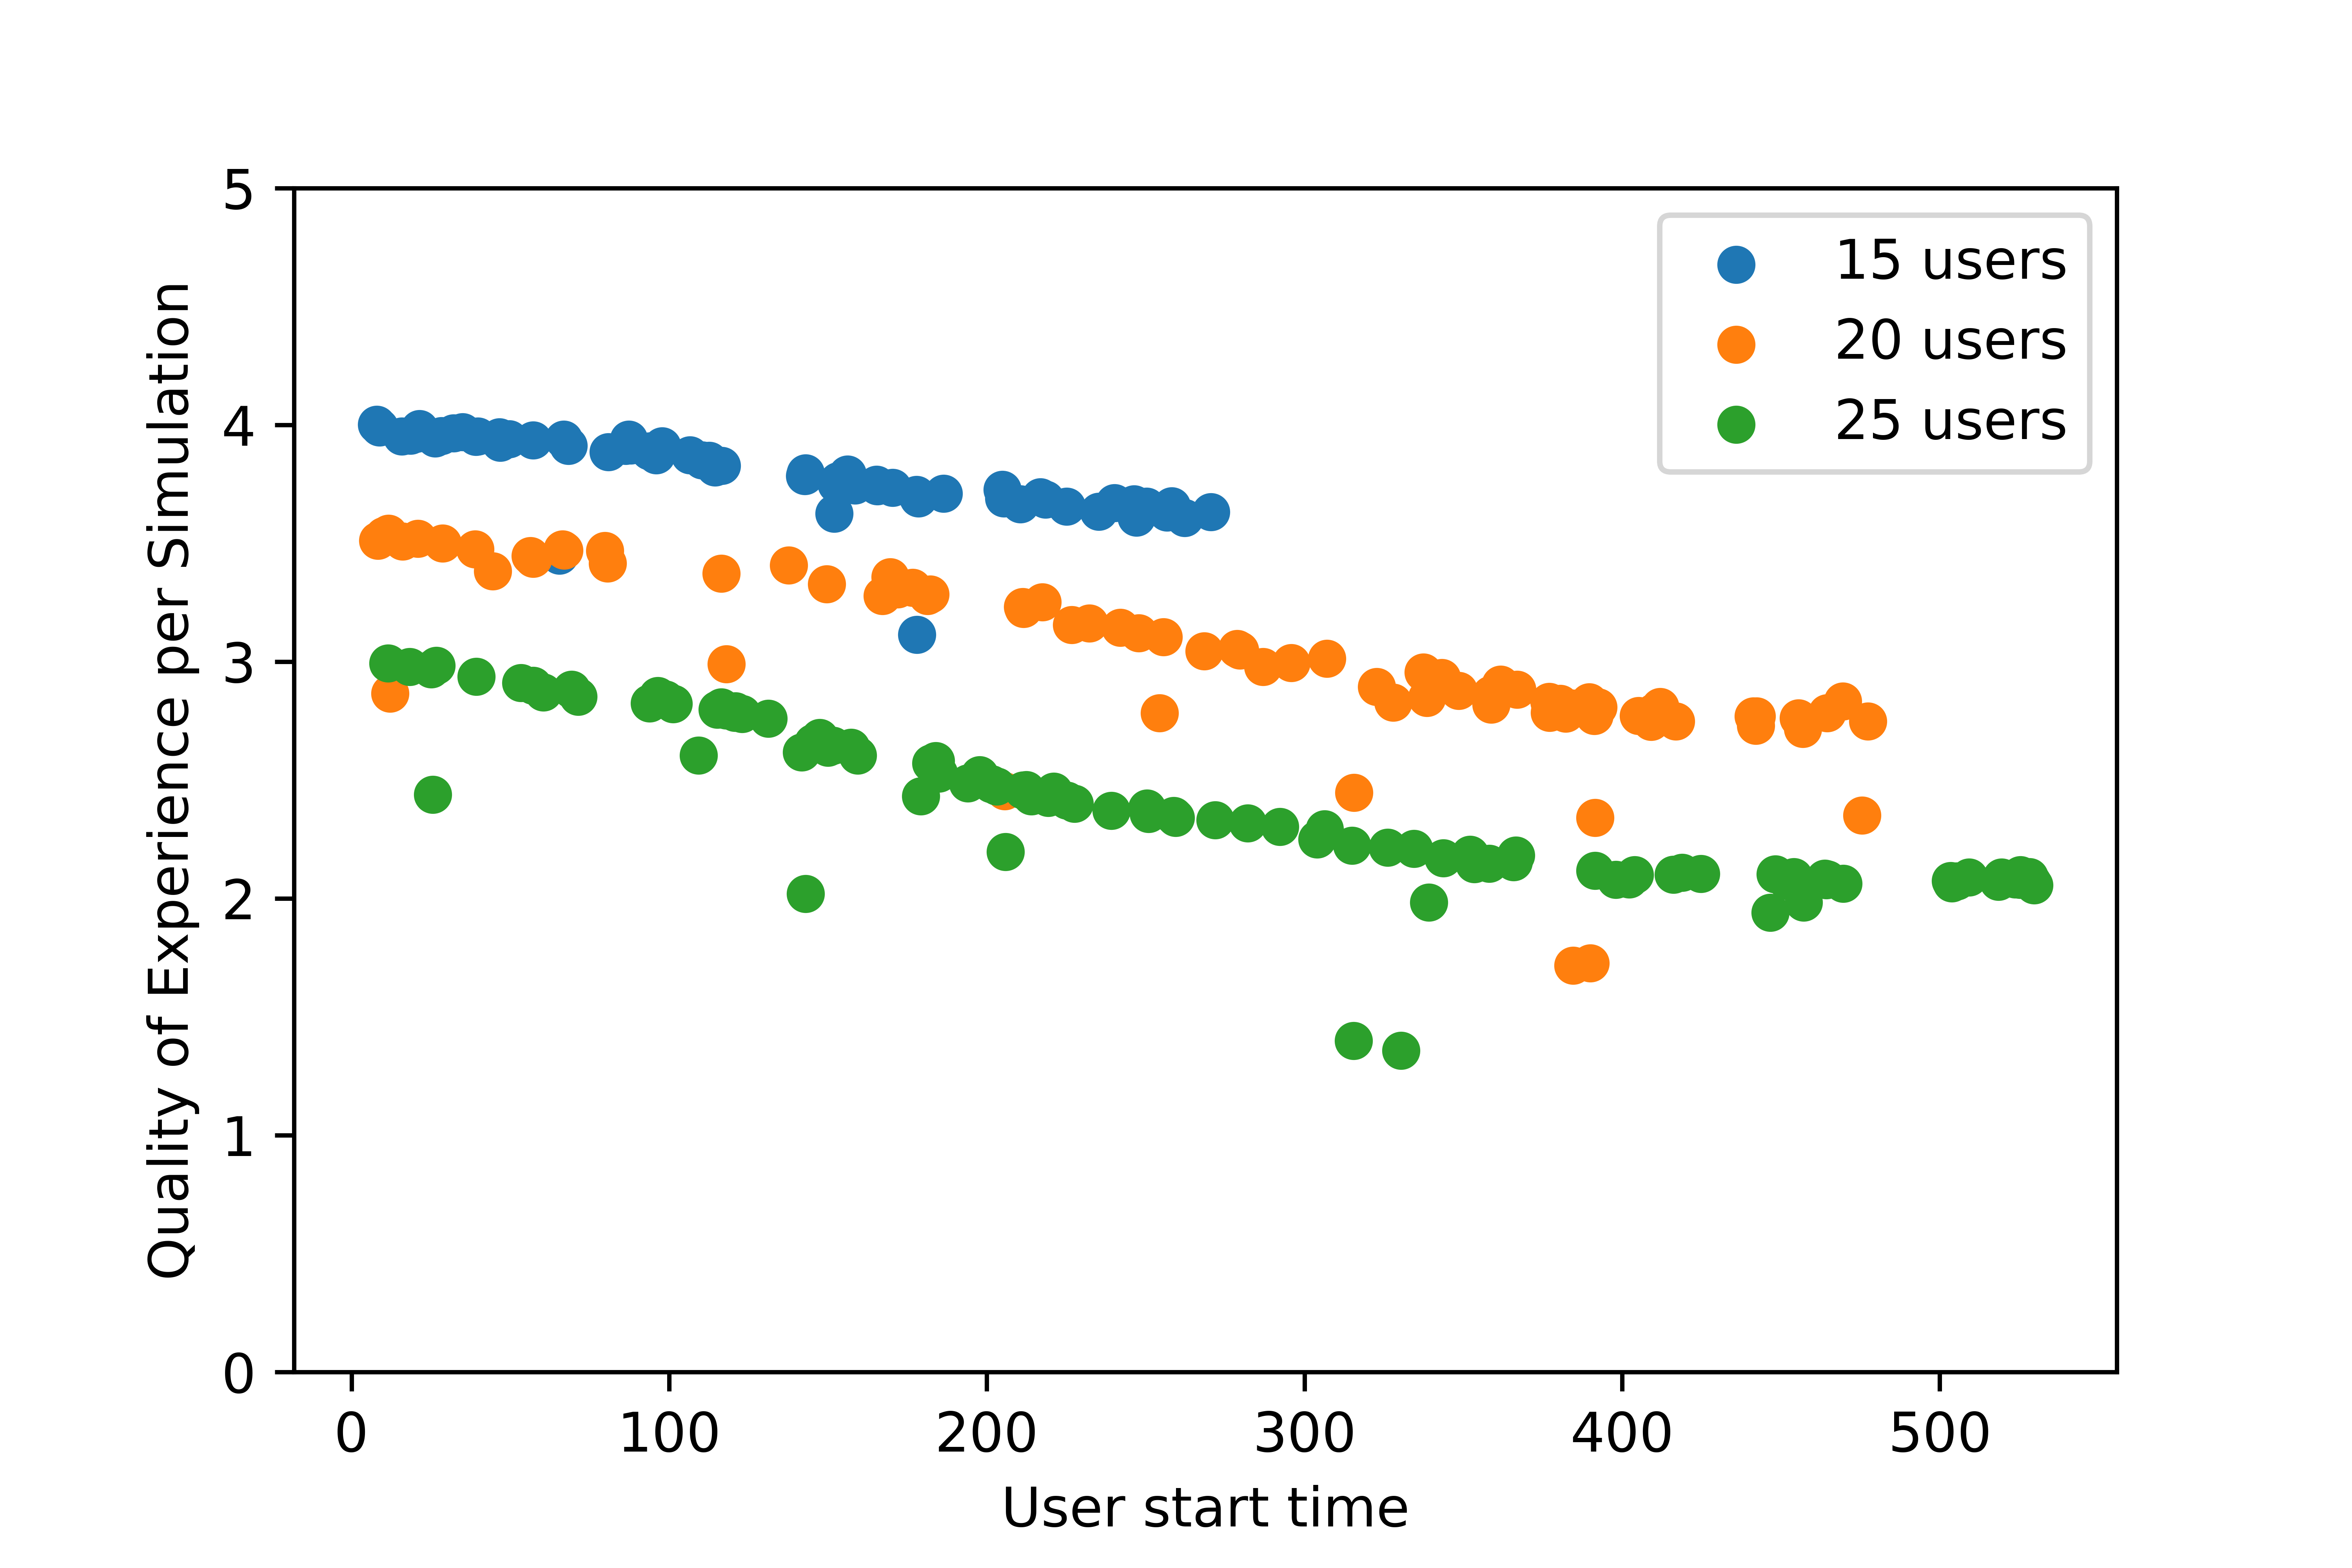 5
4
3
2
1
0
Quality of Experience per Simulation
15 users
20 users
25 users
0 100 200 300 400 500
User start time